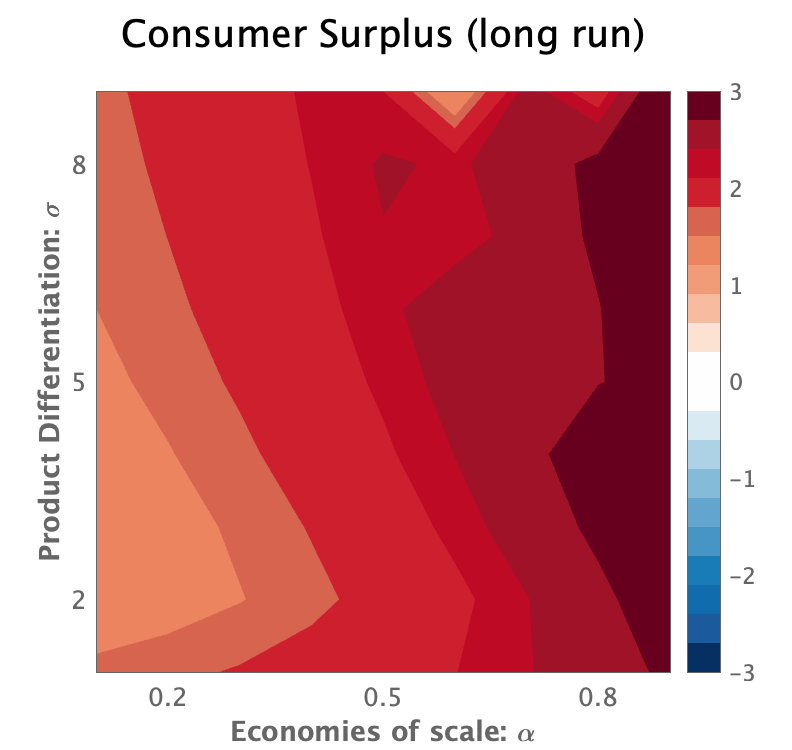 Consumer Surplus (long run)
3
2
1
0
−1
−2
−3
8
5
2
Product Differentiation: σ
0.2 0.5 0.8
Economies of scale: α